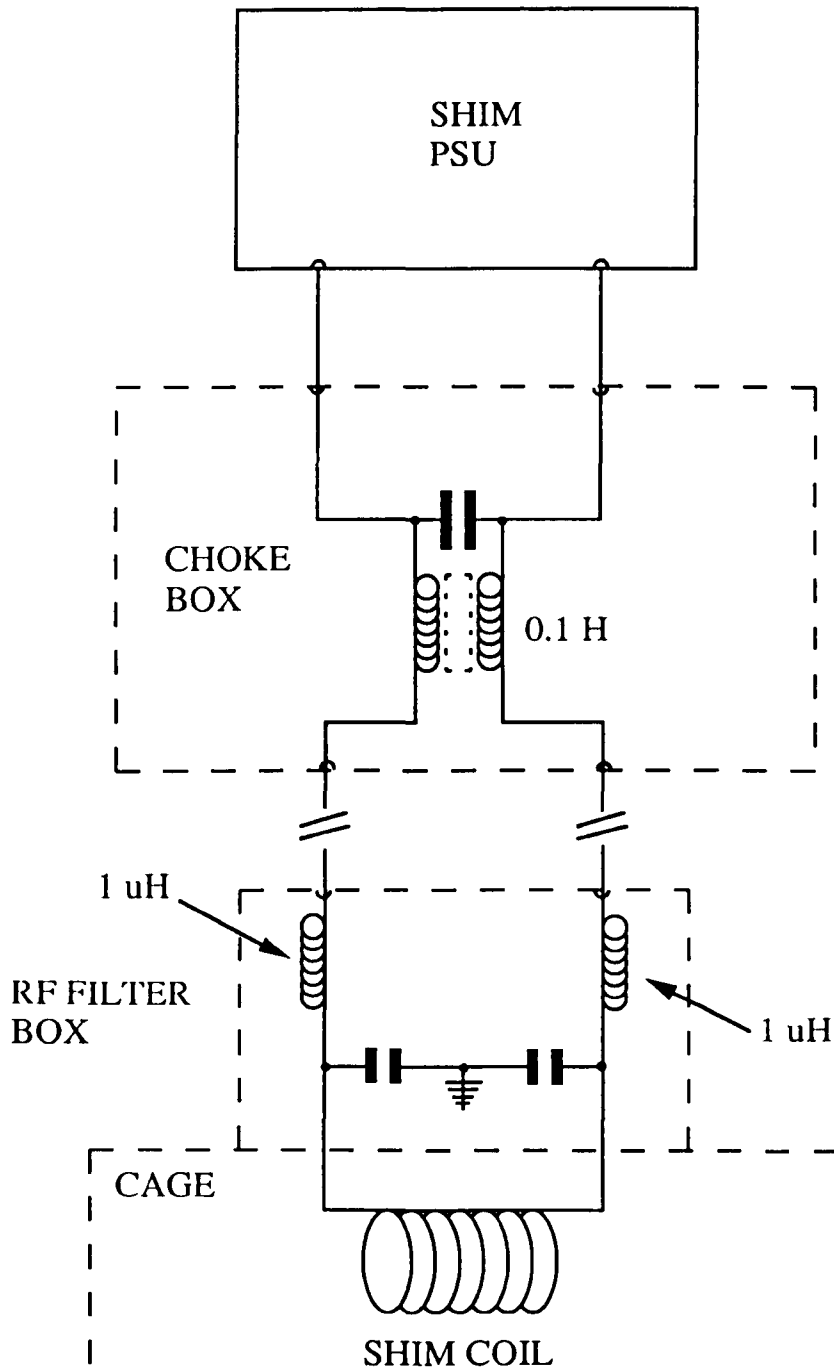 SHIM
PSU
CHOKE
BOX
0.1 H
1 uH
RF FILTER
BOX
1 uH
CAGE
SHIM COIL